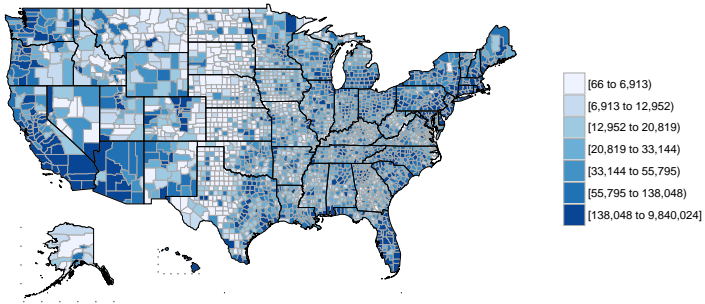 [66 to 6,913)
[6,913 to 12,952)
[12,952 to 20,819)
[20,819 to 33,144)
[33,144 to 55,795)
[55,795 to 138,048)
[138,048 to 9,840,024]